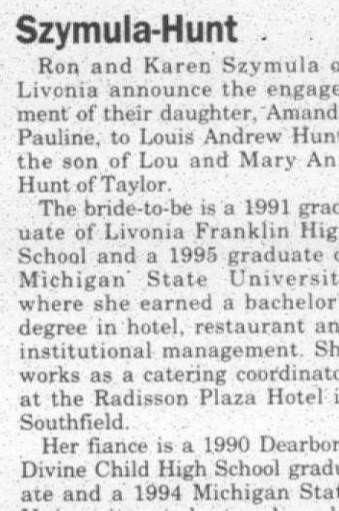 Szymula-Hunt
Ron and Karen Szymula o
Livonia announce the engage
ment of their daughter, Amand
Pauline, to Louis Andrew Hun
the son of Lou and Mary An
Hunt of Taylor.
The bride-to-be is a 1991 grad
uate of Livonia Franklin Hig
School and a 1995 graduate o
Michigan State Universit
where she earned a bachelor'
degree in hotel, restaurant an
institutional management. Sh
works as a catering coordinato
at the Radisson Plaza Hotel i
Southfield.
Her fiance is a 1990 Dearbor
Divine Child High School gradu
ate and a 1994 Michigan Stat